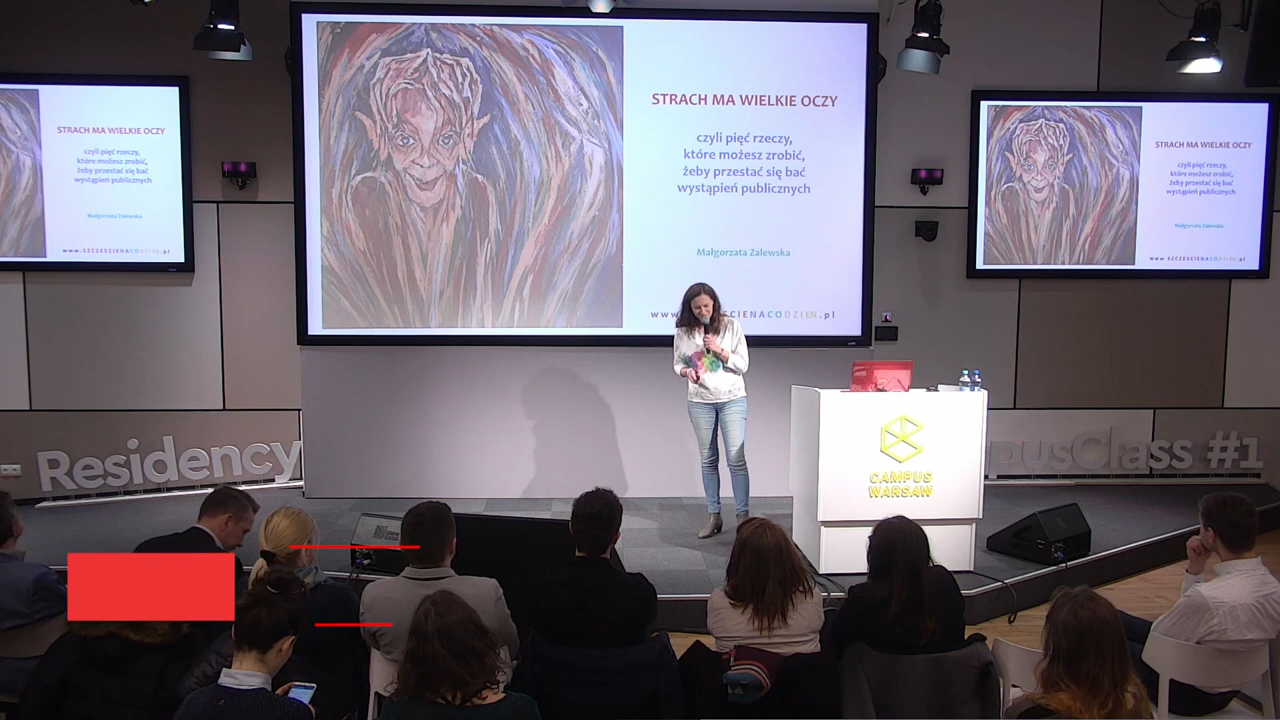 STRACH MA WIELKIE OCZY
czyli pięć rzeczy,
które możesz zrobić,
żeby przestać się bać
wystąpień publicznych
Małgorzata Zalewska
STRACH MA WIELKIE OCZY
czyli pięć rzeczy,
które możesz zrobić,
żeby przestać się bać
wystąpień publicznych
Małgorzata Zalewska
www.SZCZESCIENACODZIEN.pl
STRACH MA WIELKIE OCZY
czyli pięć rzeczy,
które możesz zrobić,
żeby przestać się bać
wystąpień publicznych
Małgorzata Zalewska
www.SZCZESCIENACODZIEN.pl
Residency
pusClass #1
CAMPUS
WARSAW